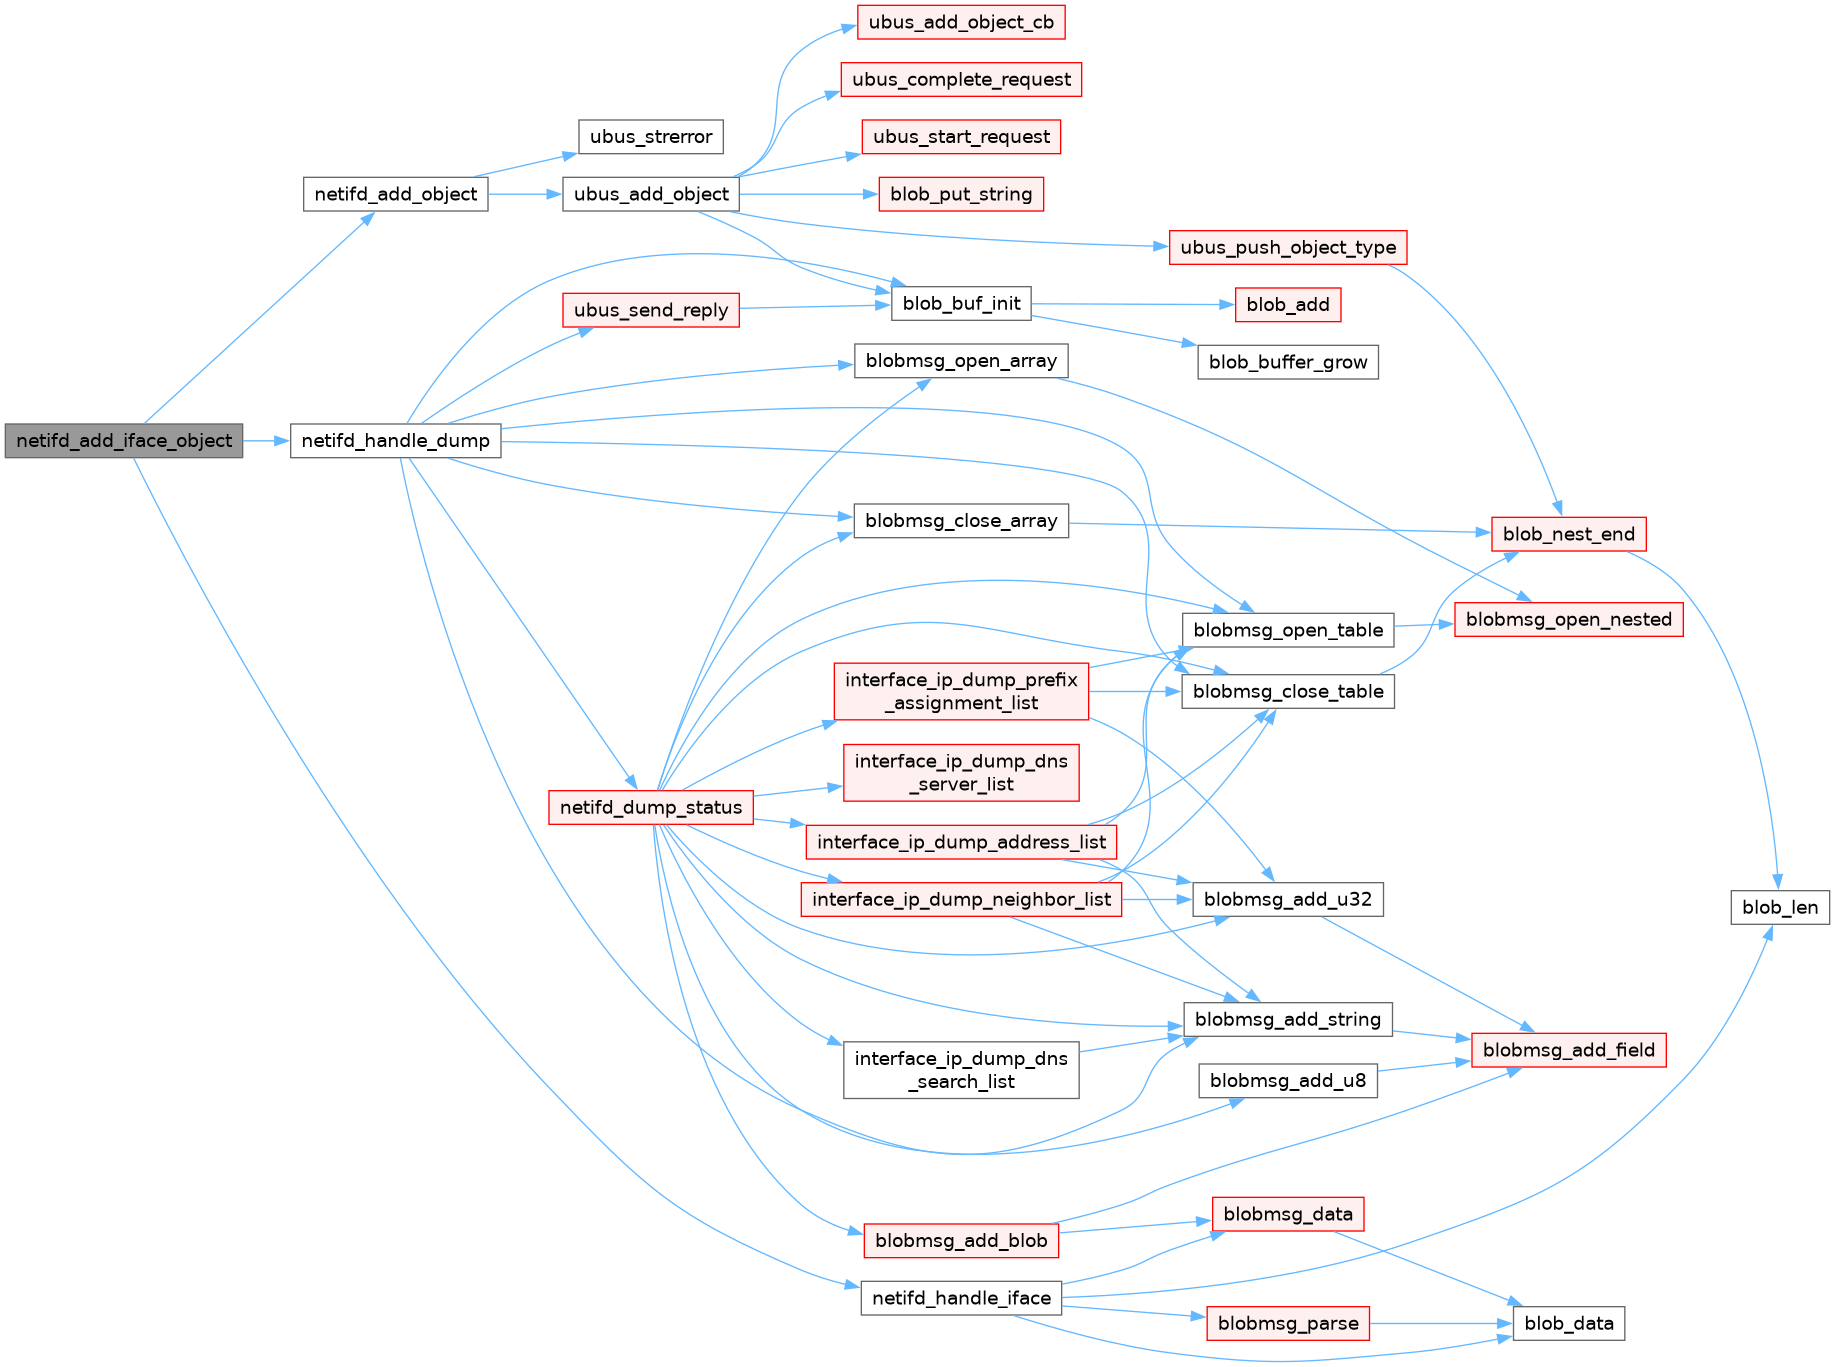 ubus_add_object_cb
ubus_complete_request
ubus_strerror
ubus_start_request
netifd_add_object
ubus_add_object
blob_put_string
ubus_push_object_type
ubus_send_reply
blob_buf_init
blob_add
blobmsg_open_array
blob_buffer_grow
netifd_add_iface_object
netifd_handle_dump
blobmsg_close_array
blob_nest_end
blobmsg_open_table
blobmsg_open_nested
interface_ip_dump_prefix
_assignment_list
blobmsg_close_table
interface_ip_dump_dns
_server_list
netifd_dump_status
interface_ip_dump_address_list
interface_ip_dump_neighbor_list
blobmsg_add_u32
blob_len
blobmsg_add_string
interface_ip_dump_dns
_search_list
blobmsg_add_field
blobmsg_add_u8
blobmsg_add_blob
blobmsg_data
netifd_handle_iface
blobmsg_parse
blob_data